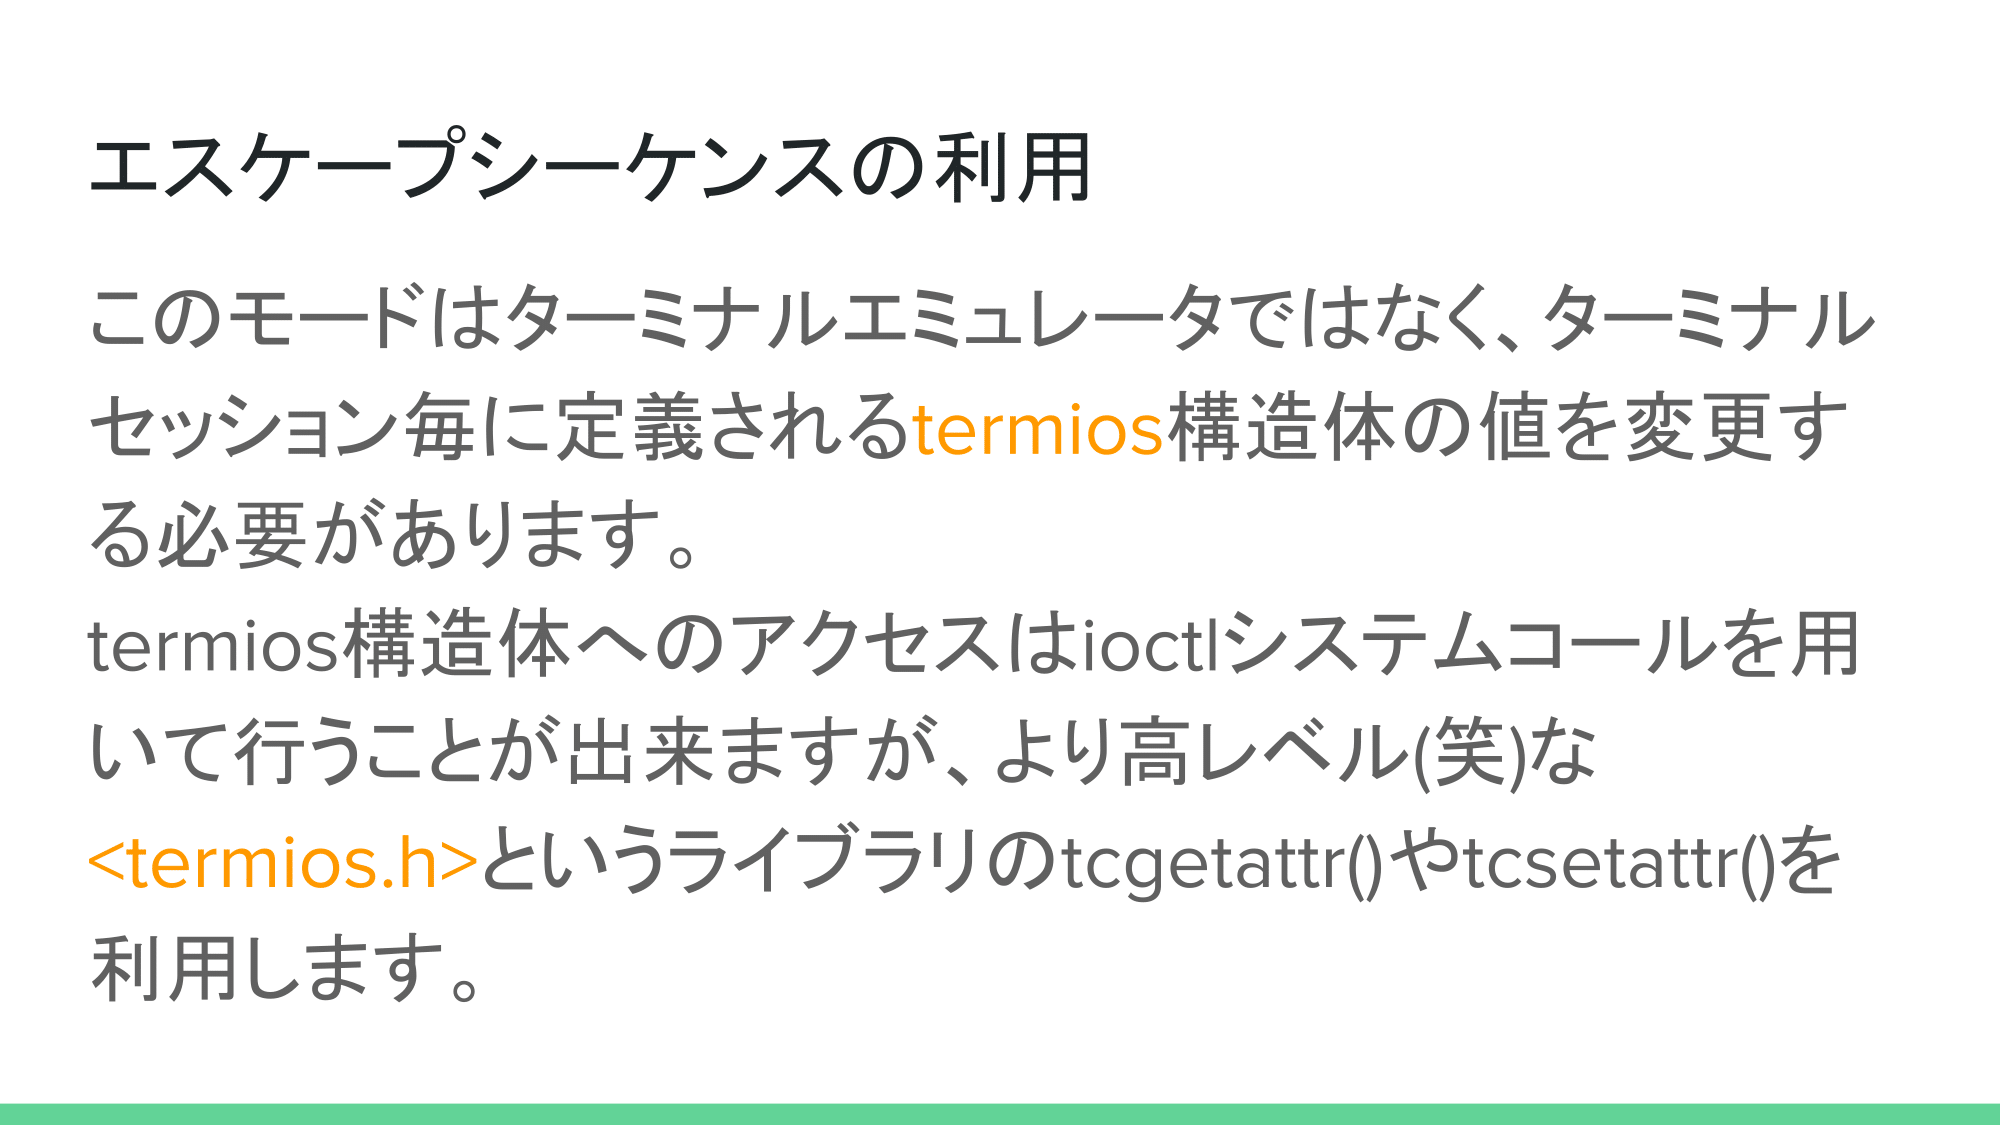 エスケープシーケンスの利用
このモードはターミナルエミュレータではなく、ターミナル
セッション毎に定義されるtermios構造体の値を変更す
る必要があります。
termios構造体へのアクセスはioctlシステムコールを用
いて行うことが出来ますが、より高レベル(笑)な
<termios.h>というライブラリのtcgetattr()やtcsetattr()を
利用します。